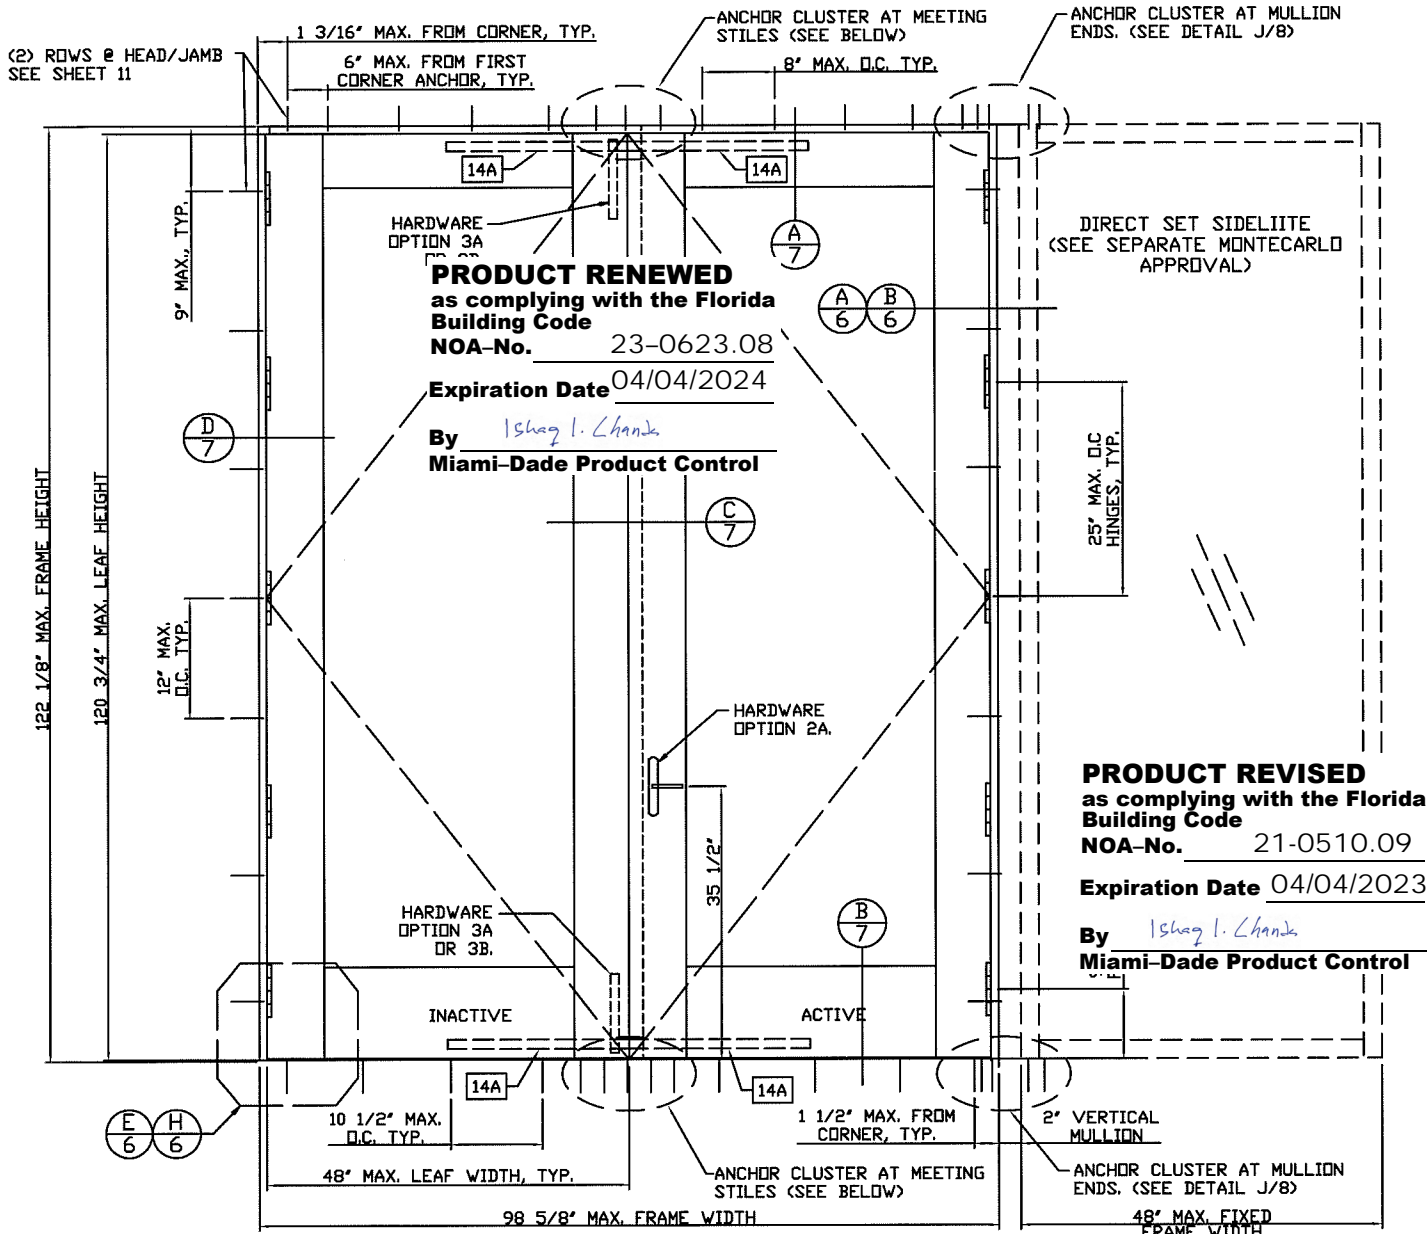 (2) ROWS @ HEAD/JAMB
SEE SHEET 11
1 3/16" MAX. FROM CORNER, TYP.
6" MAX. FROM FIRST
CORNER ANCHOR, TYP.
ANCHOR CLUSTER AT MEETING
STILES (SEE BELOW)
8" MAX. O.C. TYP.
ANCHOR CLUSTER AT MULLION
ENDS. (SEE DETAIL J/8)
14A
14A
HARDWARE
OPTION 3A
A
7
DIRECT SET SIDELIITE
(SEE SEPARATE MONTECARLO
APPROVAL)
9" MAX., TYP.
A
6
B
6
PRODUCT RENEWED
as complying with the Florida
Building Code
NOA-No. 23-0623.08
Expiration Date 04/04/2024
By Ishaq I. Chanda
Miami-Dade Product Control
D
7
C
7
25" MAX. O.C
HINGES, TYP.
122 1/8" MAX. FRAME HEIGHT
120 3/4" MAX. LEAF HEIGHT
12" MAX.
O.C. TYP.
HARDWARE
OPTION 2A.
35 1/2"
PRODUCT REVISED
as complying with the Florida
Building Code
NOA-No. 21-0510.09
Expiration Date 04/04/2023
By Ishaq I. Chanda
Miami-Dade Product Control
HARDWARE
OPTION 3A
OR 3B.
B
7
INACTIVE
ACTIVE
14A
14A
E
6
H
6
10 1/2" MAX.
O.C. TYP.
1 1/2" MAX. FROM
CORNER, TYP.
2" VERTICAL
MULLION
48" MAX. LEAF WIDTH, TYP.
ANCHOR CLUSTER AT MEETING
STILES (SEE BELOW)
ANCHOR CLUSTER AT MULLION
ENDS. (SEE DETAIL J/8)
98 5/8" MAX. FRAME WIDTH
48" MAX. FIXED
FRAME WIDTH